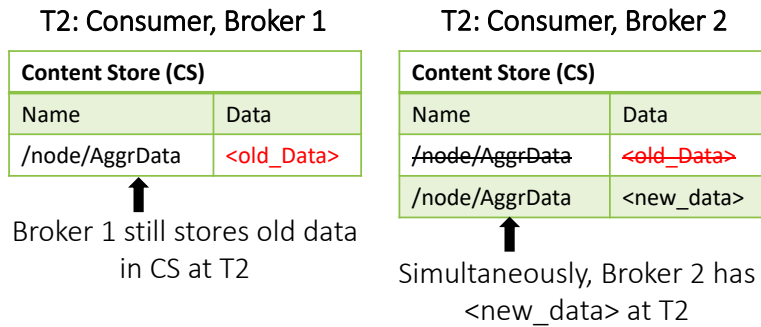 T2: Consumer, Broker 1
Content Store (CS)
Name Data
/node/AggrData <old_Data>
Broker 1 still stores old data
in CS at T2
T2: Consumer, Broker 2
Content Store (CS)
Name Data
/node/AggrData <old_Data>
/node/AggrData <new_data>
Simultaneously, Broker 2 has
<new_data> at T2